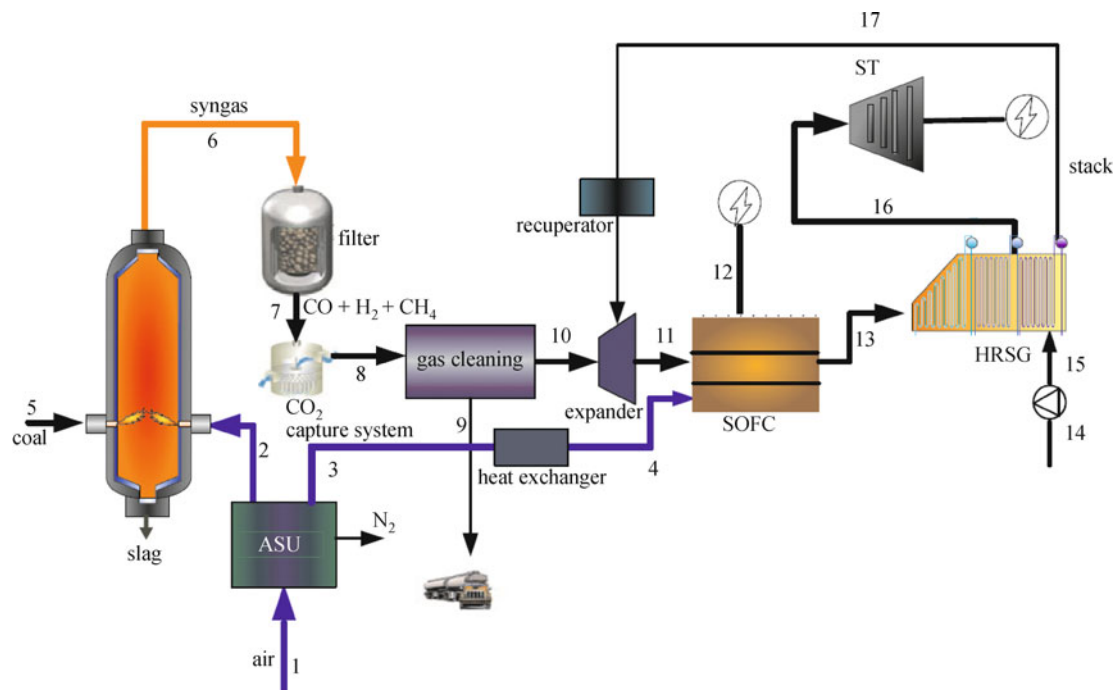 17
ST
syngas
6
stack
recuperator
16
filter
12
7
CO + H₂ + CH₄
10
11
13
HRSG
gas cleaning
8
15
expander
5
coal
CO₂
capture system
9
SOFC
14
2
3
heat exchanger
4
N₂
ASU
slag
air
1